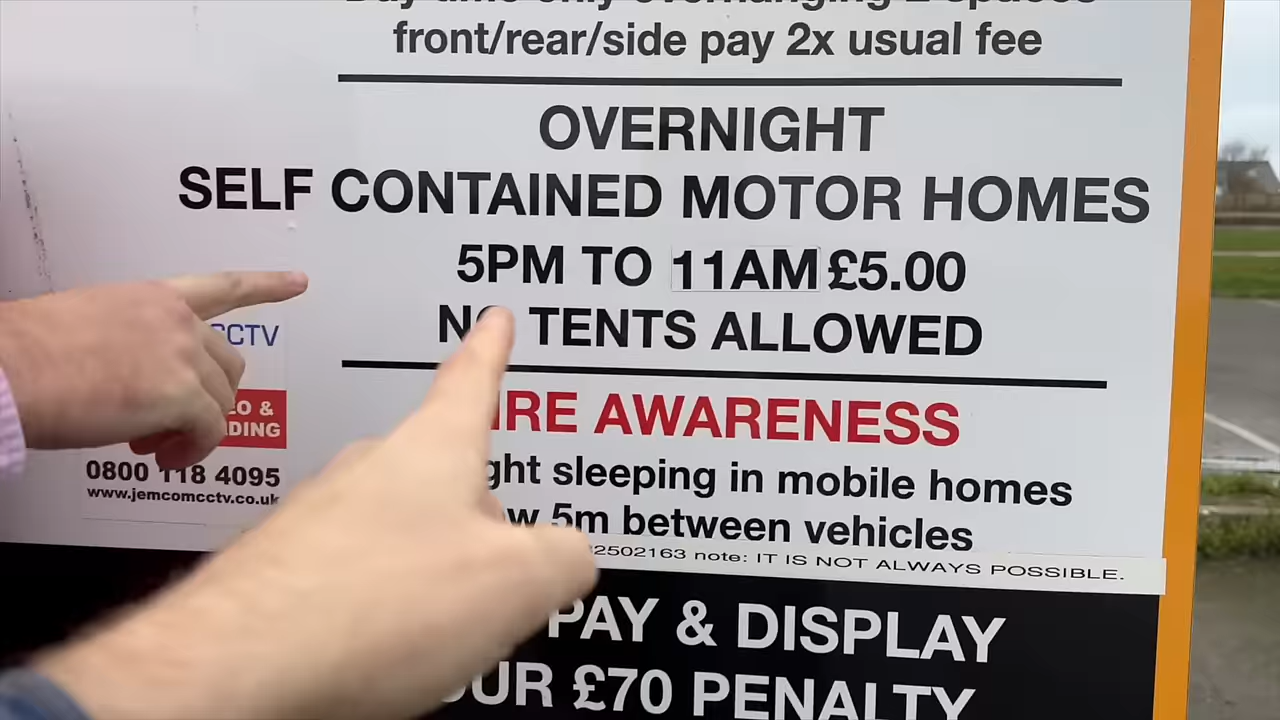 front/rear/side pay 2x usual fee
OVERNIGHT
SELF CONTAINED MOTOR HOMES
5PM TO 11AM £5.00
NO TENTS ALLOWED
CCTV
AWARENESS
sleeping in mobile homes
5m between vehicles
note: IT IS NOT ALWAYS POSSIBLE.
0800 118 4095
www.jemcomcctv.co.uk
PAY & DISPLAY
£70 PENALTY